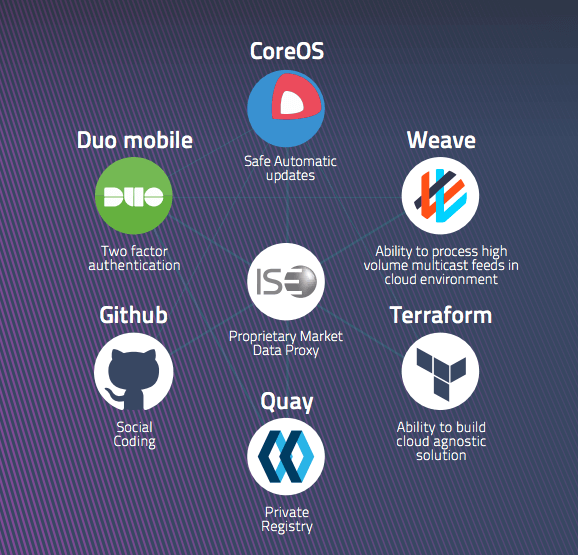 CoreOS
Safe Automatic
updates
Duo mobile
DUO
Two factor
authentication
Weave
Ability to process high
volume multicast feeds in
cloud environment
ISE
Proprietary Market
Data Proxy
Github
Social
Coding
Terraform
Ability to build
cloud agnostic
solution
Quay
Private
Registry